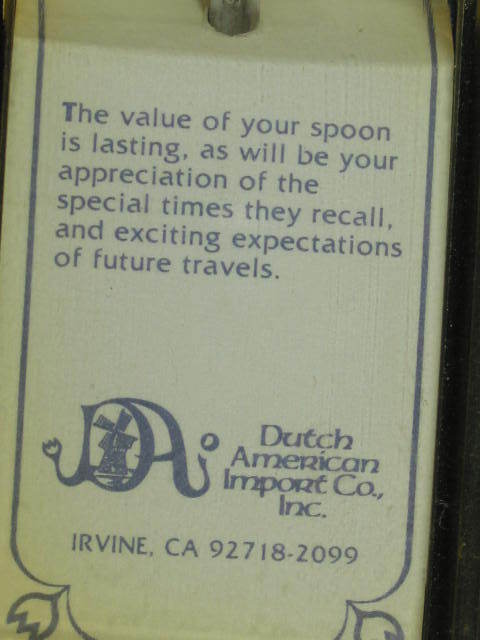 The value of your spoon
is lasting, as will be your
appreciation of the
special times they recall,
and exciting expectations
of future travels.
DA
Dutch
American
Import Co.,
Inc.
IRVINE, CA 92718-2099